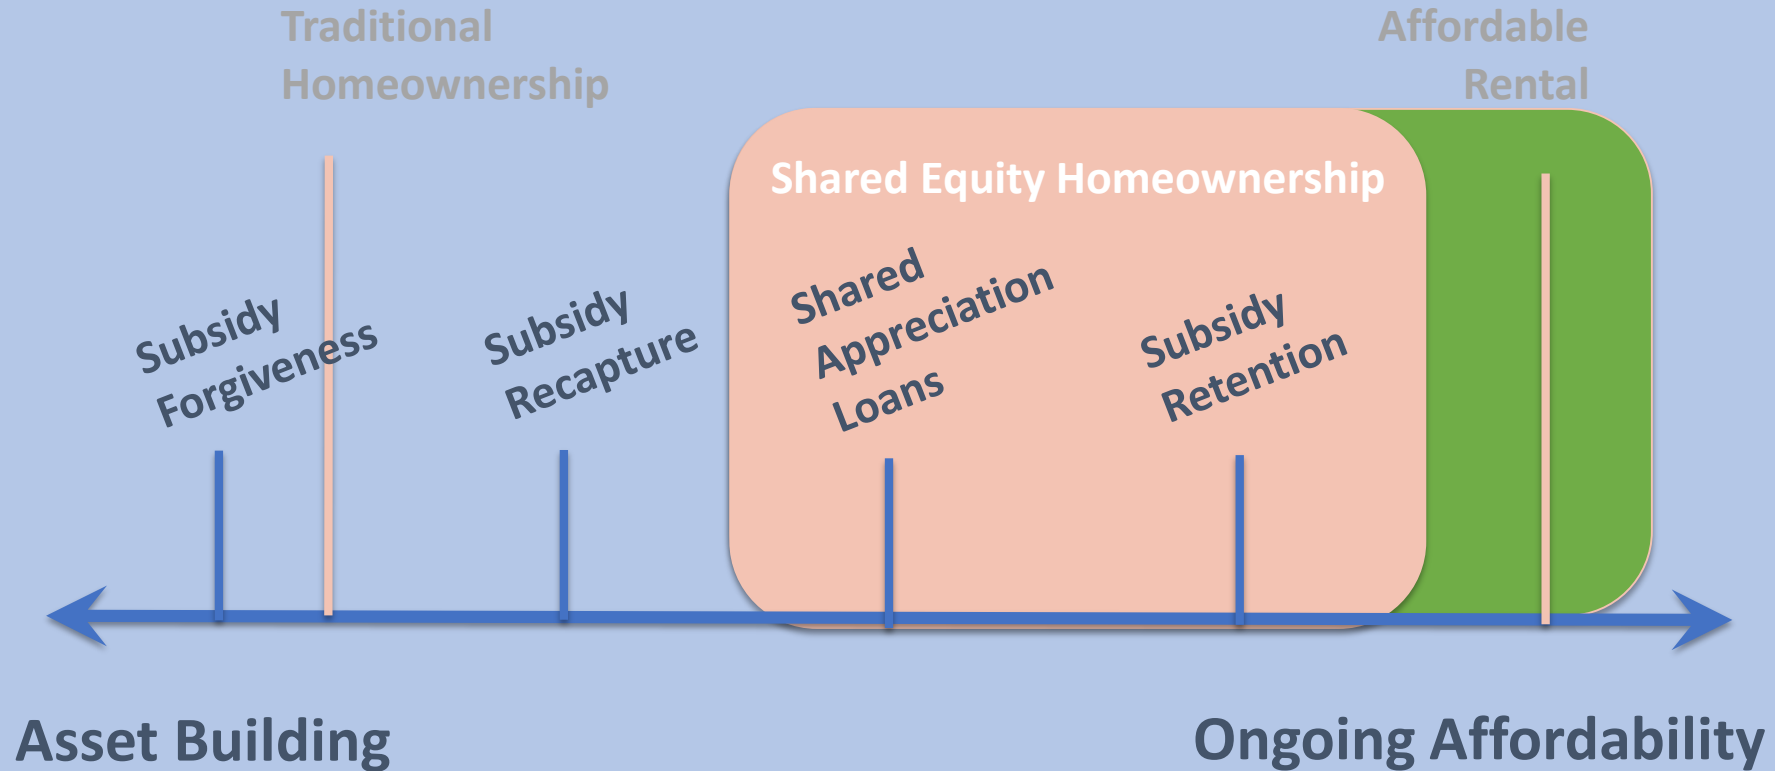 Traditional
Homeownership
Affordable
Rental
Shared Equity Homeownership
Subsidy
Forgiveness
Subsidy
Recapture
Shared
Appreciation
Loans
Subsidy
Retention
Asset Building
Ongoing Affordability